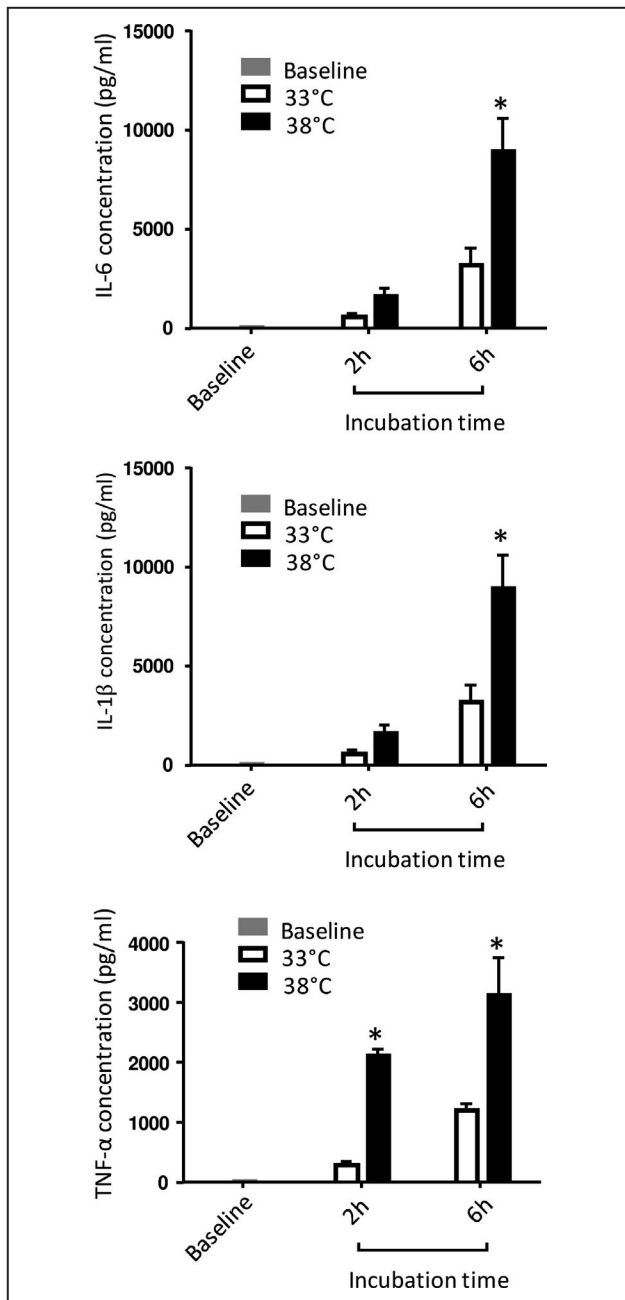 15000
10000
5000
0
IL-6 concentration (pg/ml)
Baseline
33°C
38°C
*
Baseline
2h
6h
Incubation time
15000
10000
5000
0
IL-1β concentration (pg/ml)
Baseline
33°C
38°C
*
Baseline
2h
6h
Incubation time
4000
3000
2000
1000
0
TNF-α concentration (pg/ml)
Baseline
33°C
38°C
*
*
Baseline
2h
6h
Incubation time